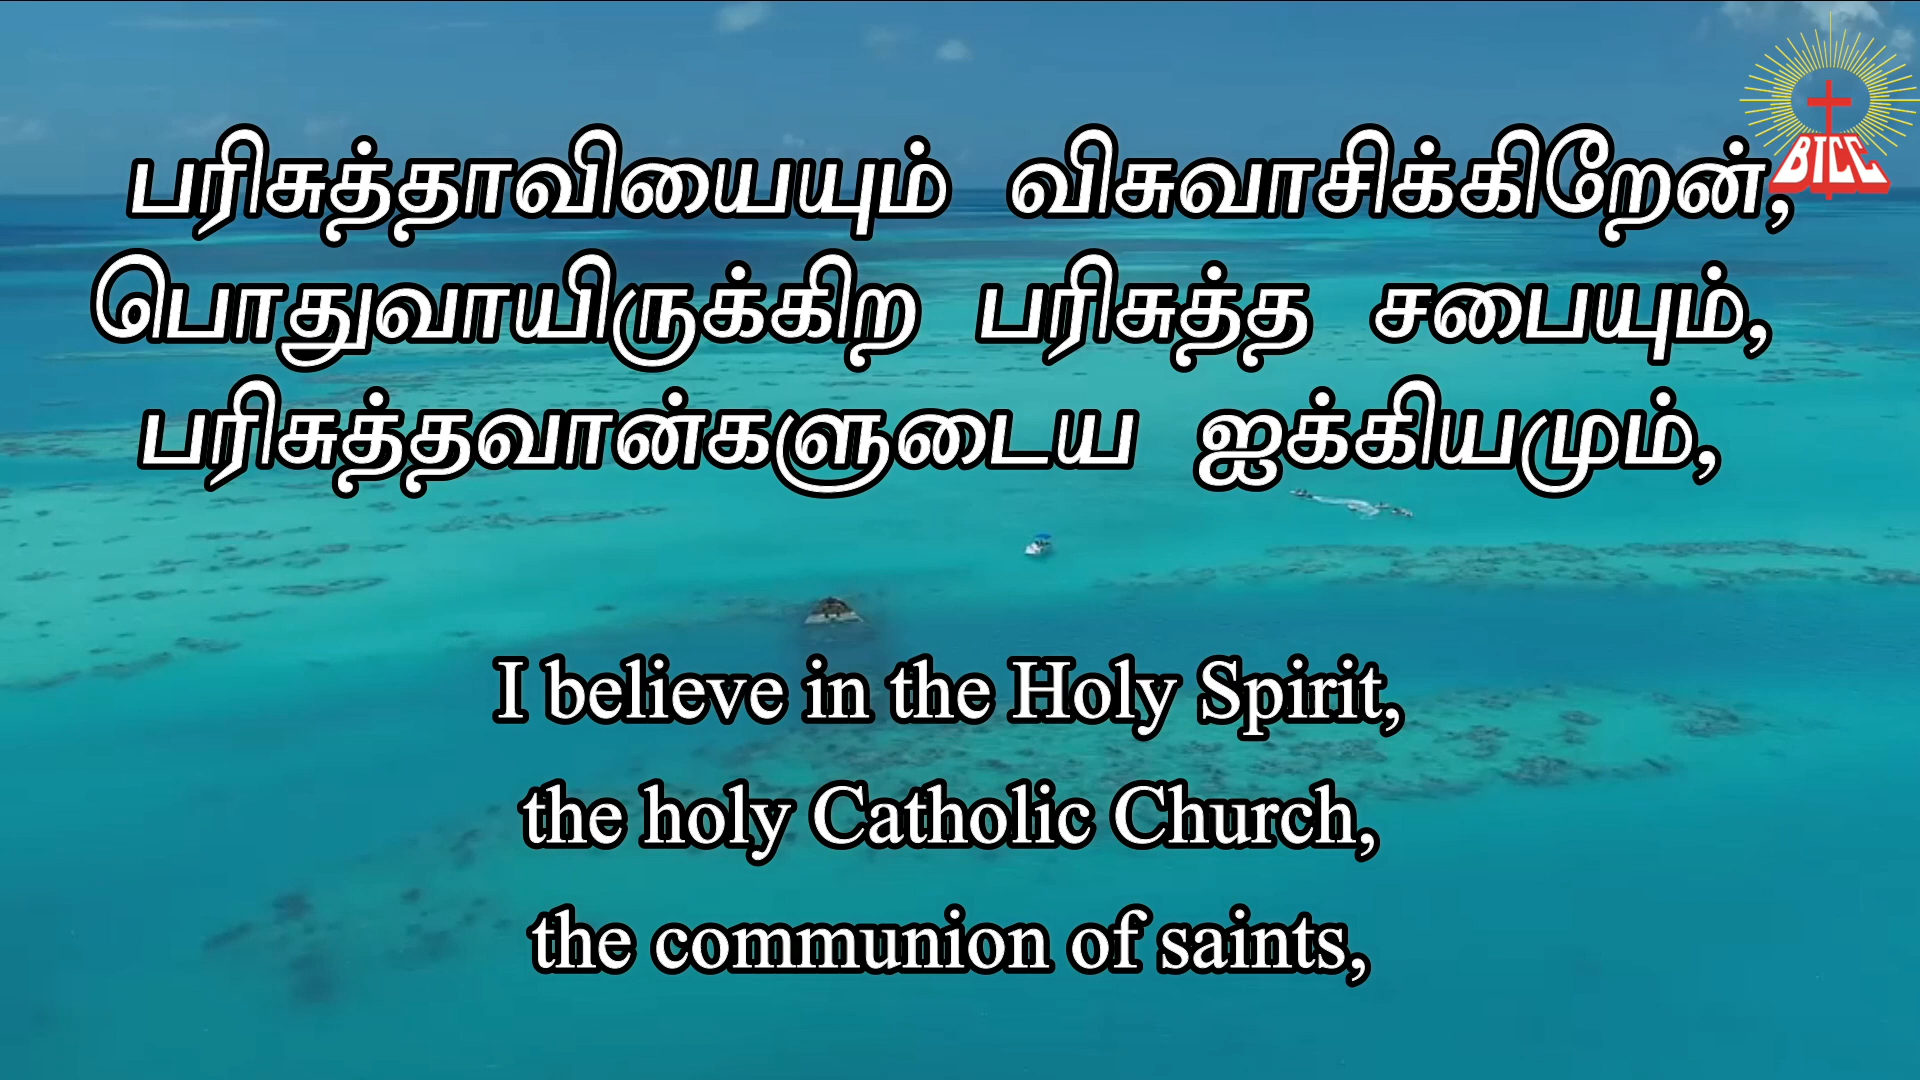 BTCC
பரிசுத்தாவியையும் விசுவாசிக்கிறேன்,
பொதுவாயிருக்கிற பரிசுத்த சபையும்,
பரிசுத்தவான்களுடைய ஐக்கியமும்,
I believe in the Holy Spirit,
the holy Catholic Church,
the communion of saints,